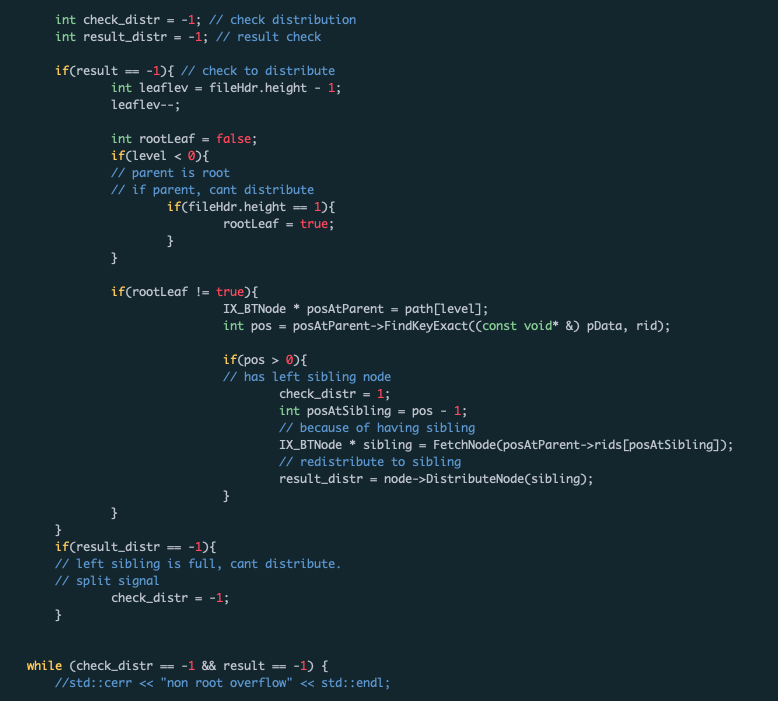 int check_distr = -1; // check distribution
int result_distr = -1; // result check
if(result == -1){ // check to distribute
int leaflev = fileHdr.height - 1;
leaflev--;
int rootLeaf = false;
if(level < 0){
// parent is root
// if parent, cant distribute
if(fileHdr.height == 1){
rootLeaf = true;
}
}
if(rootLeaf != true){
IX_BTNode * posAtParent = path[level];
int pos = posAtParent->FindKeyExact((const void* &) pData, rid);
if(pos > 0){
// has left sibling node
check_distr = 1;
int posAtSibling = pos - 1;
// because of having sibling
IX_BTNode * sibling = FetchNode(posAtParent->rids[posAtSibling]);
// redistribute to sibling
result_distr = node->DistributeNode(sibling);
}
}
}
if(result_distr == -1){
// left sibling is full, cant distribute.
// split signal
check_distr = -1;
}
while (check_distr == -1 && result == -1) {
//std::cerr << "non root overflow" << std::endl;